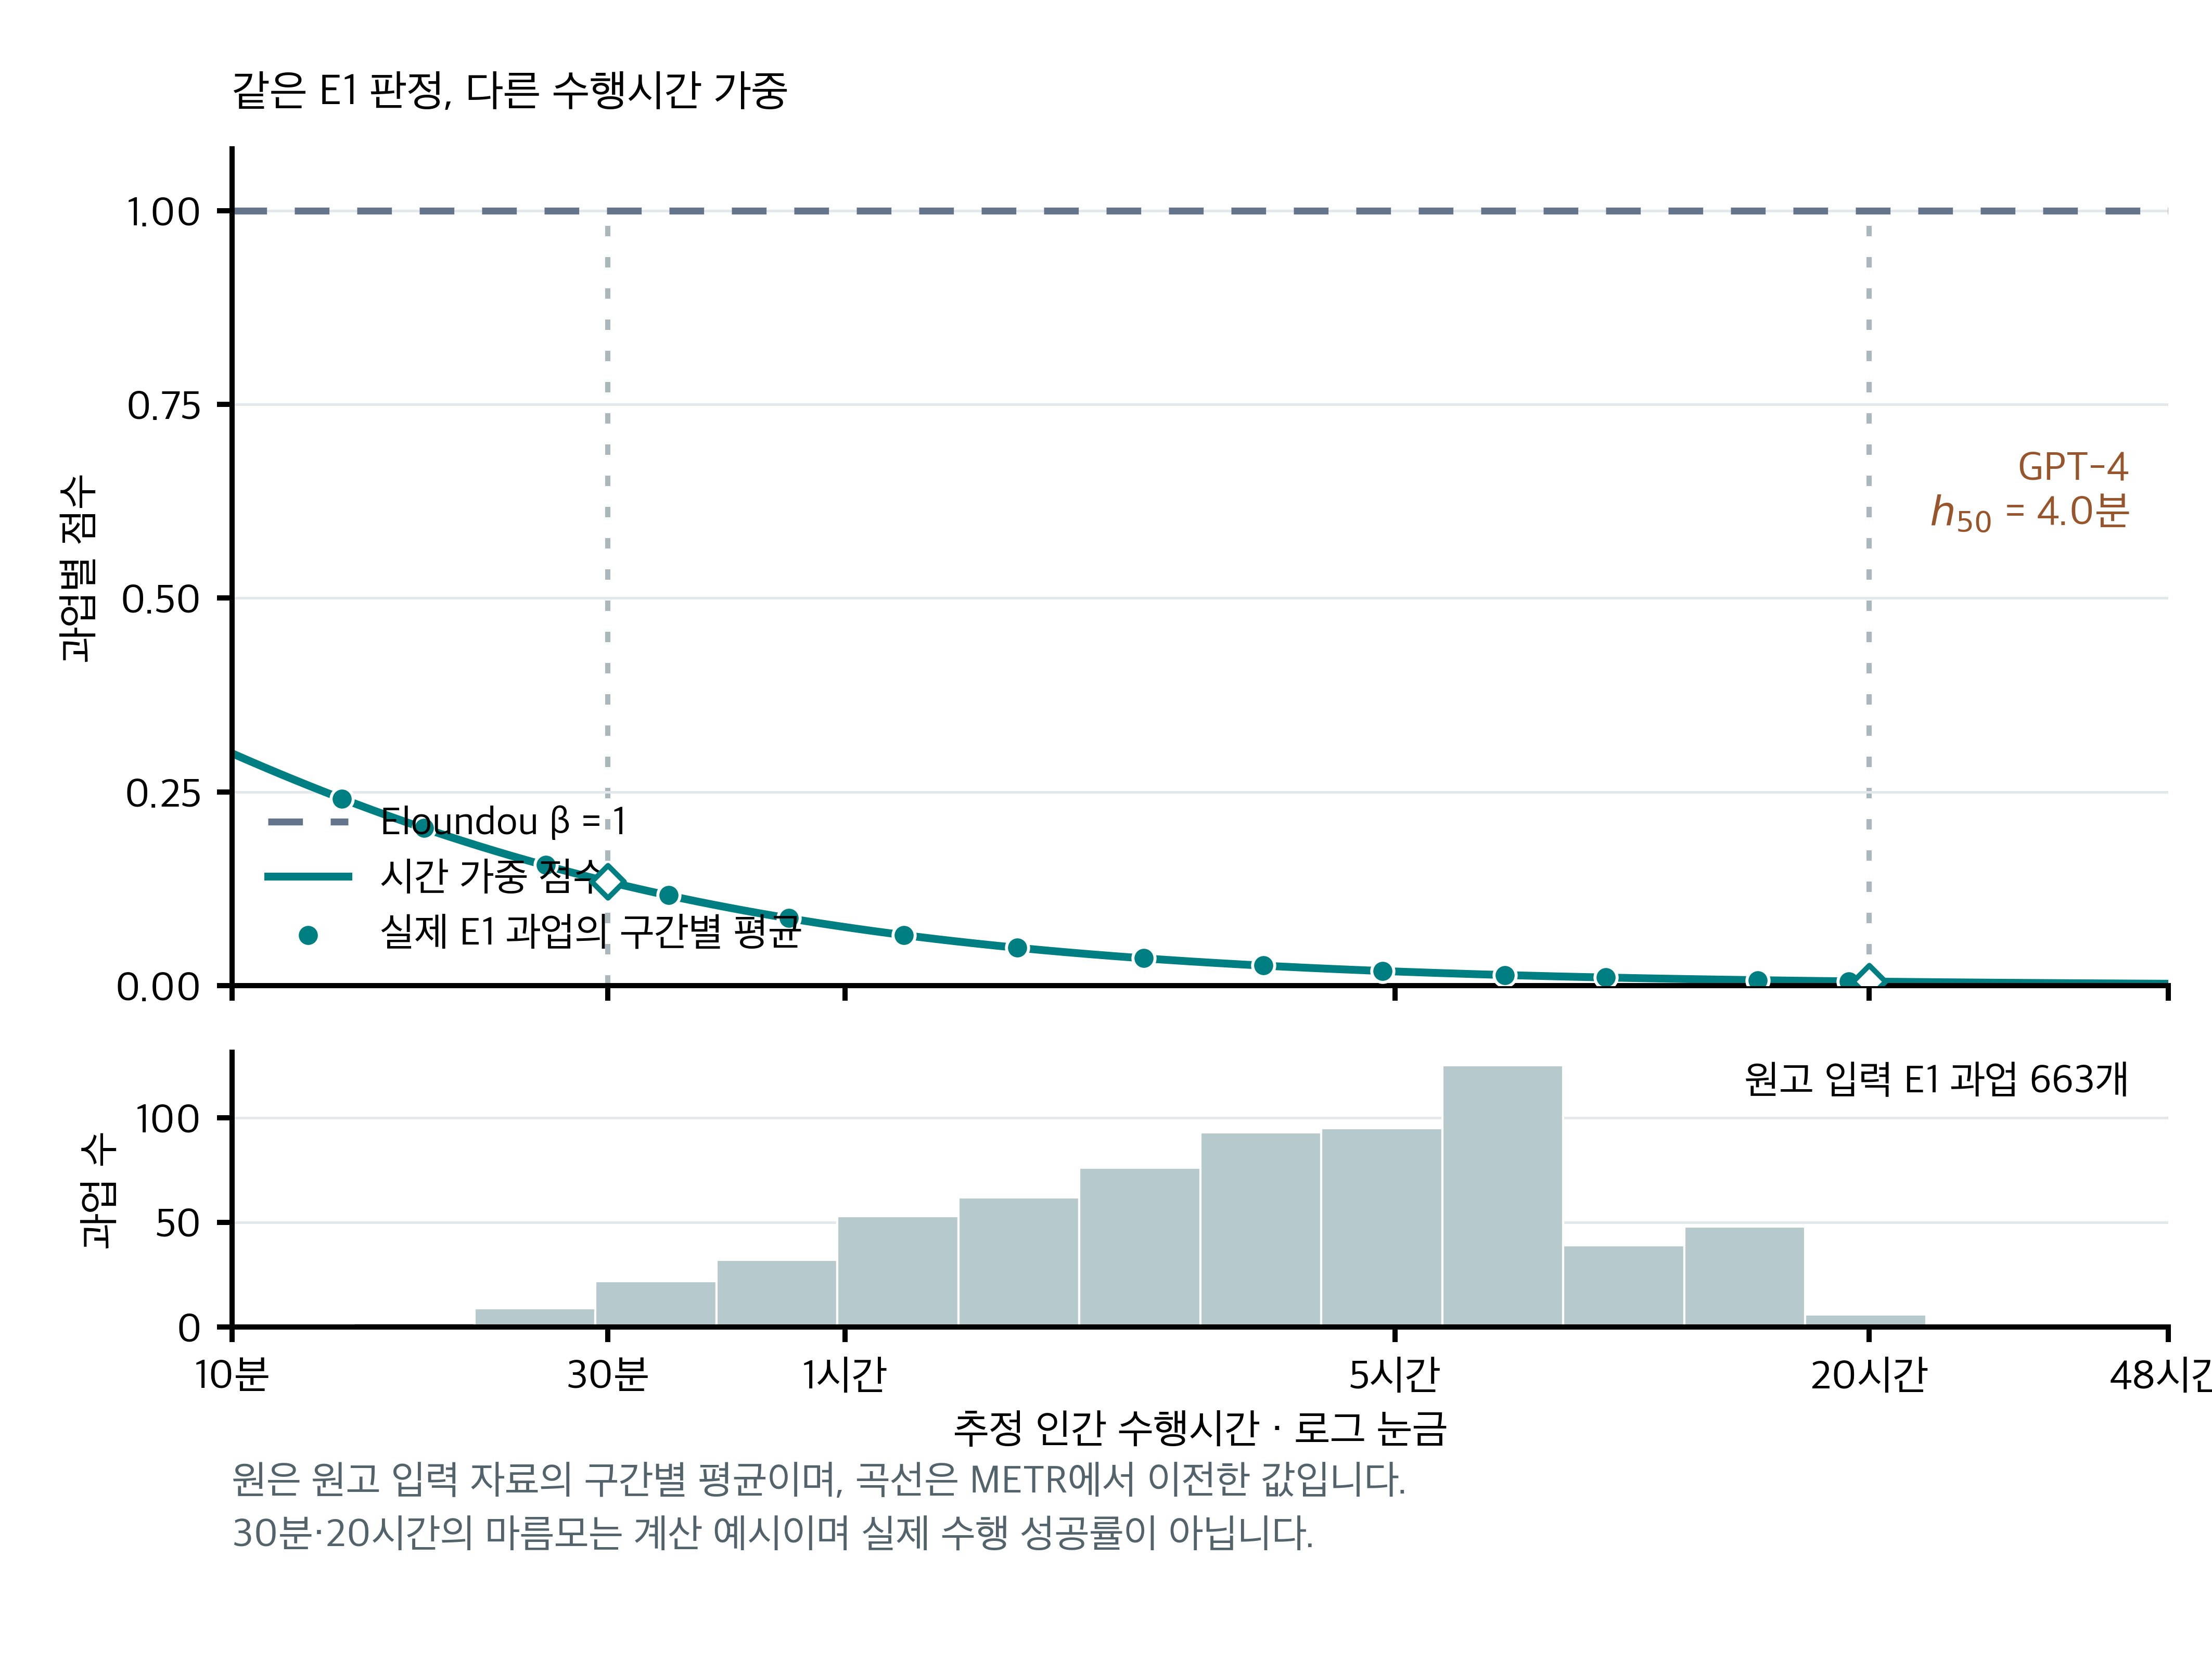 같은 E1 판정, 다른 수행시간 가중
과업별 점수
1.00
0.75
0.50
0.25
0.00
GPT-4
h50 = 4.0분
Eloundou β = 1
시간 가중 점수
실제 E1 과업의 구간별 평균
과업 수
100
50
0
원고 입력 E1 과업 663개
10분
30분
1시간
5시간
20시간
48시간
추정 인간 수행시간 · 로그 눈금
원은 원고 입력 자료의 구간별 평균이며, 곡선은 METR에서 이전한 값입니다.
30분·20시간의 마름모는 계산 예시이며 실제 수행 성공률이 아닙니다.